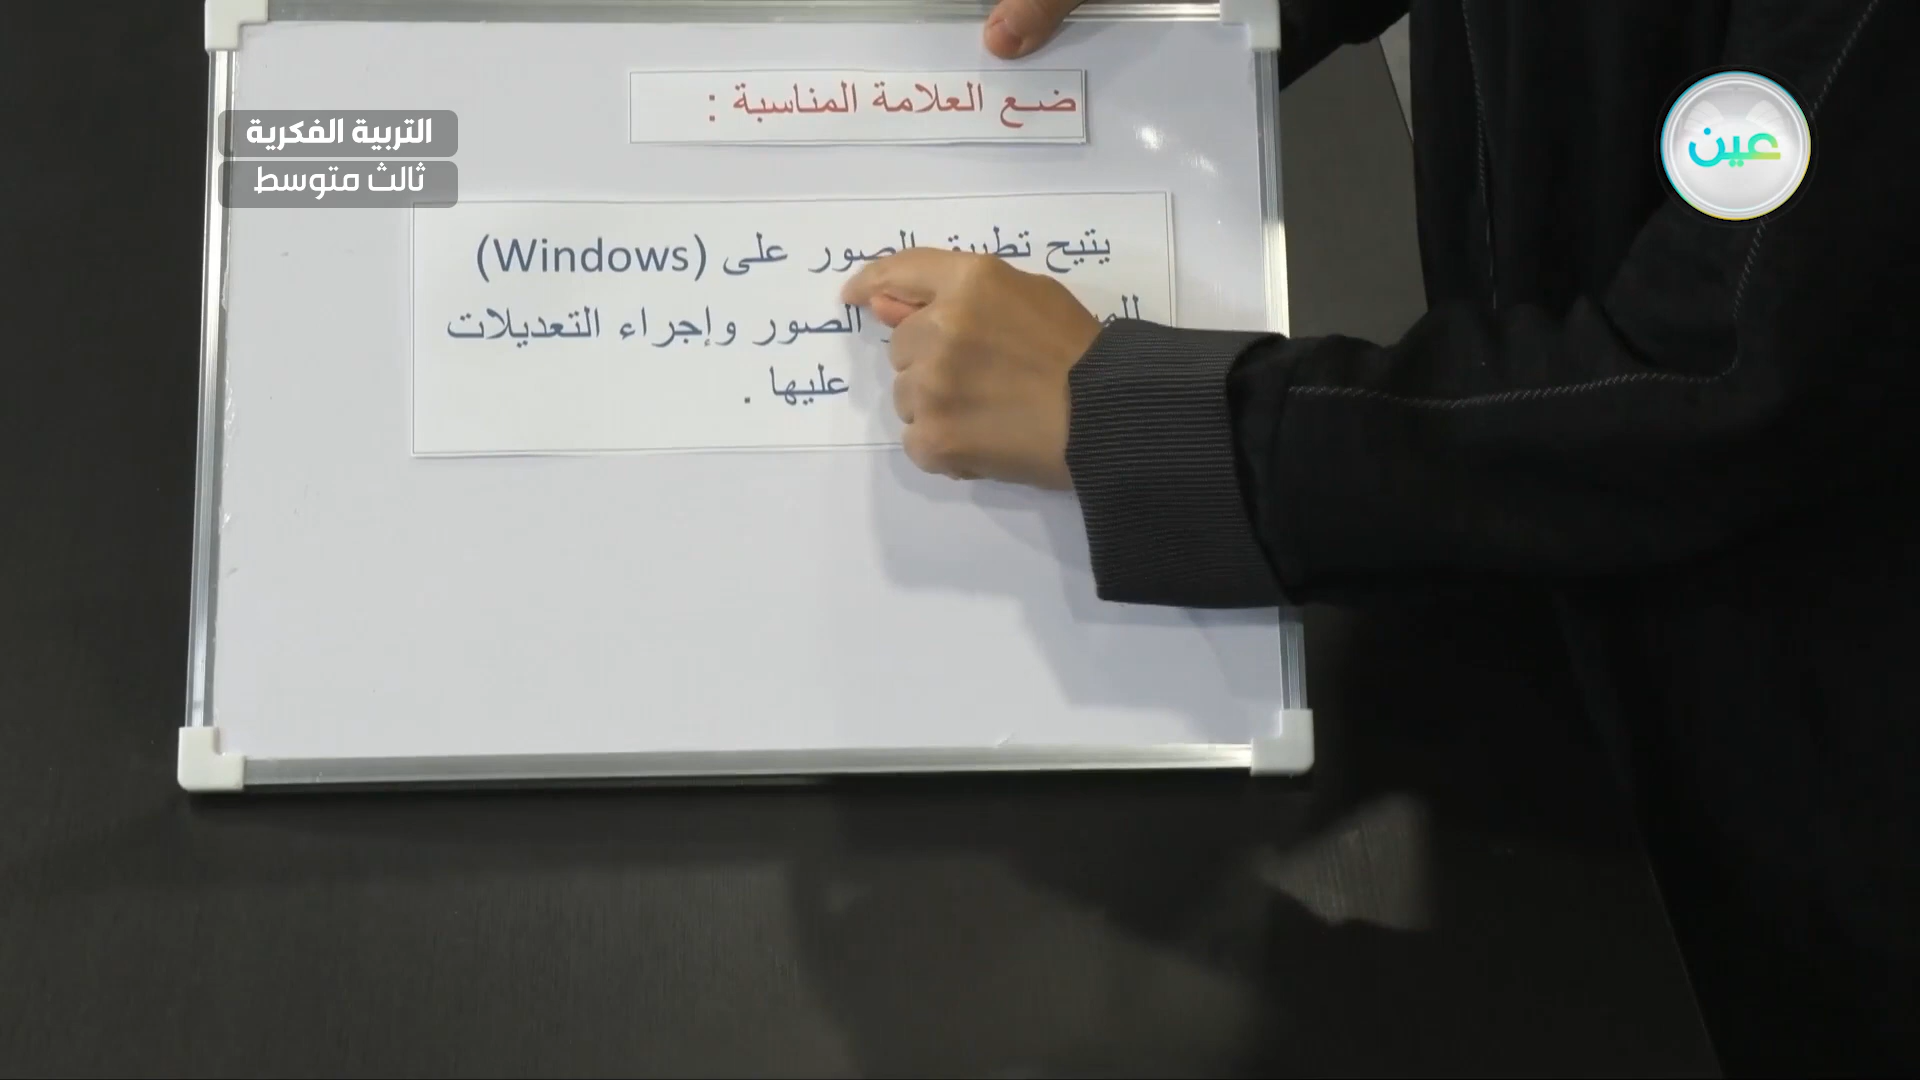 ضع العلامة المناسبة :
التربية الفكرية
ثالث متوسط
عين
يتيح تطبيق الصور على (Windows)
الصور وإجراء التعديلات
عليها .